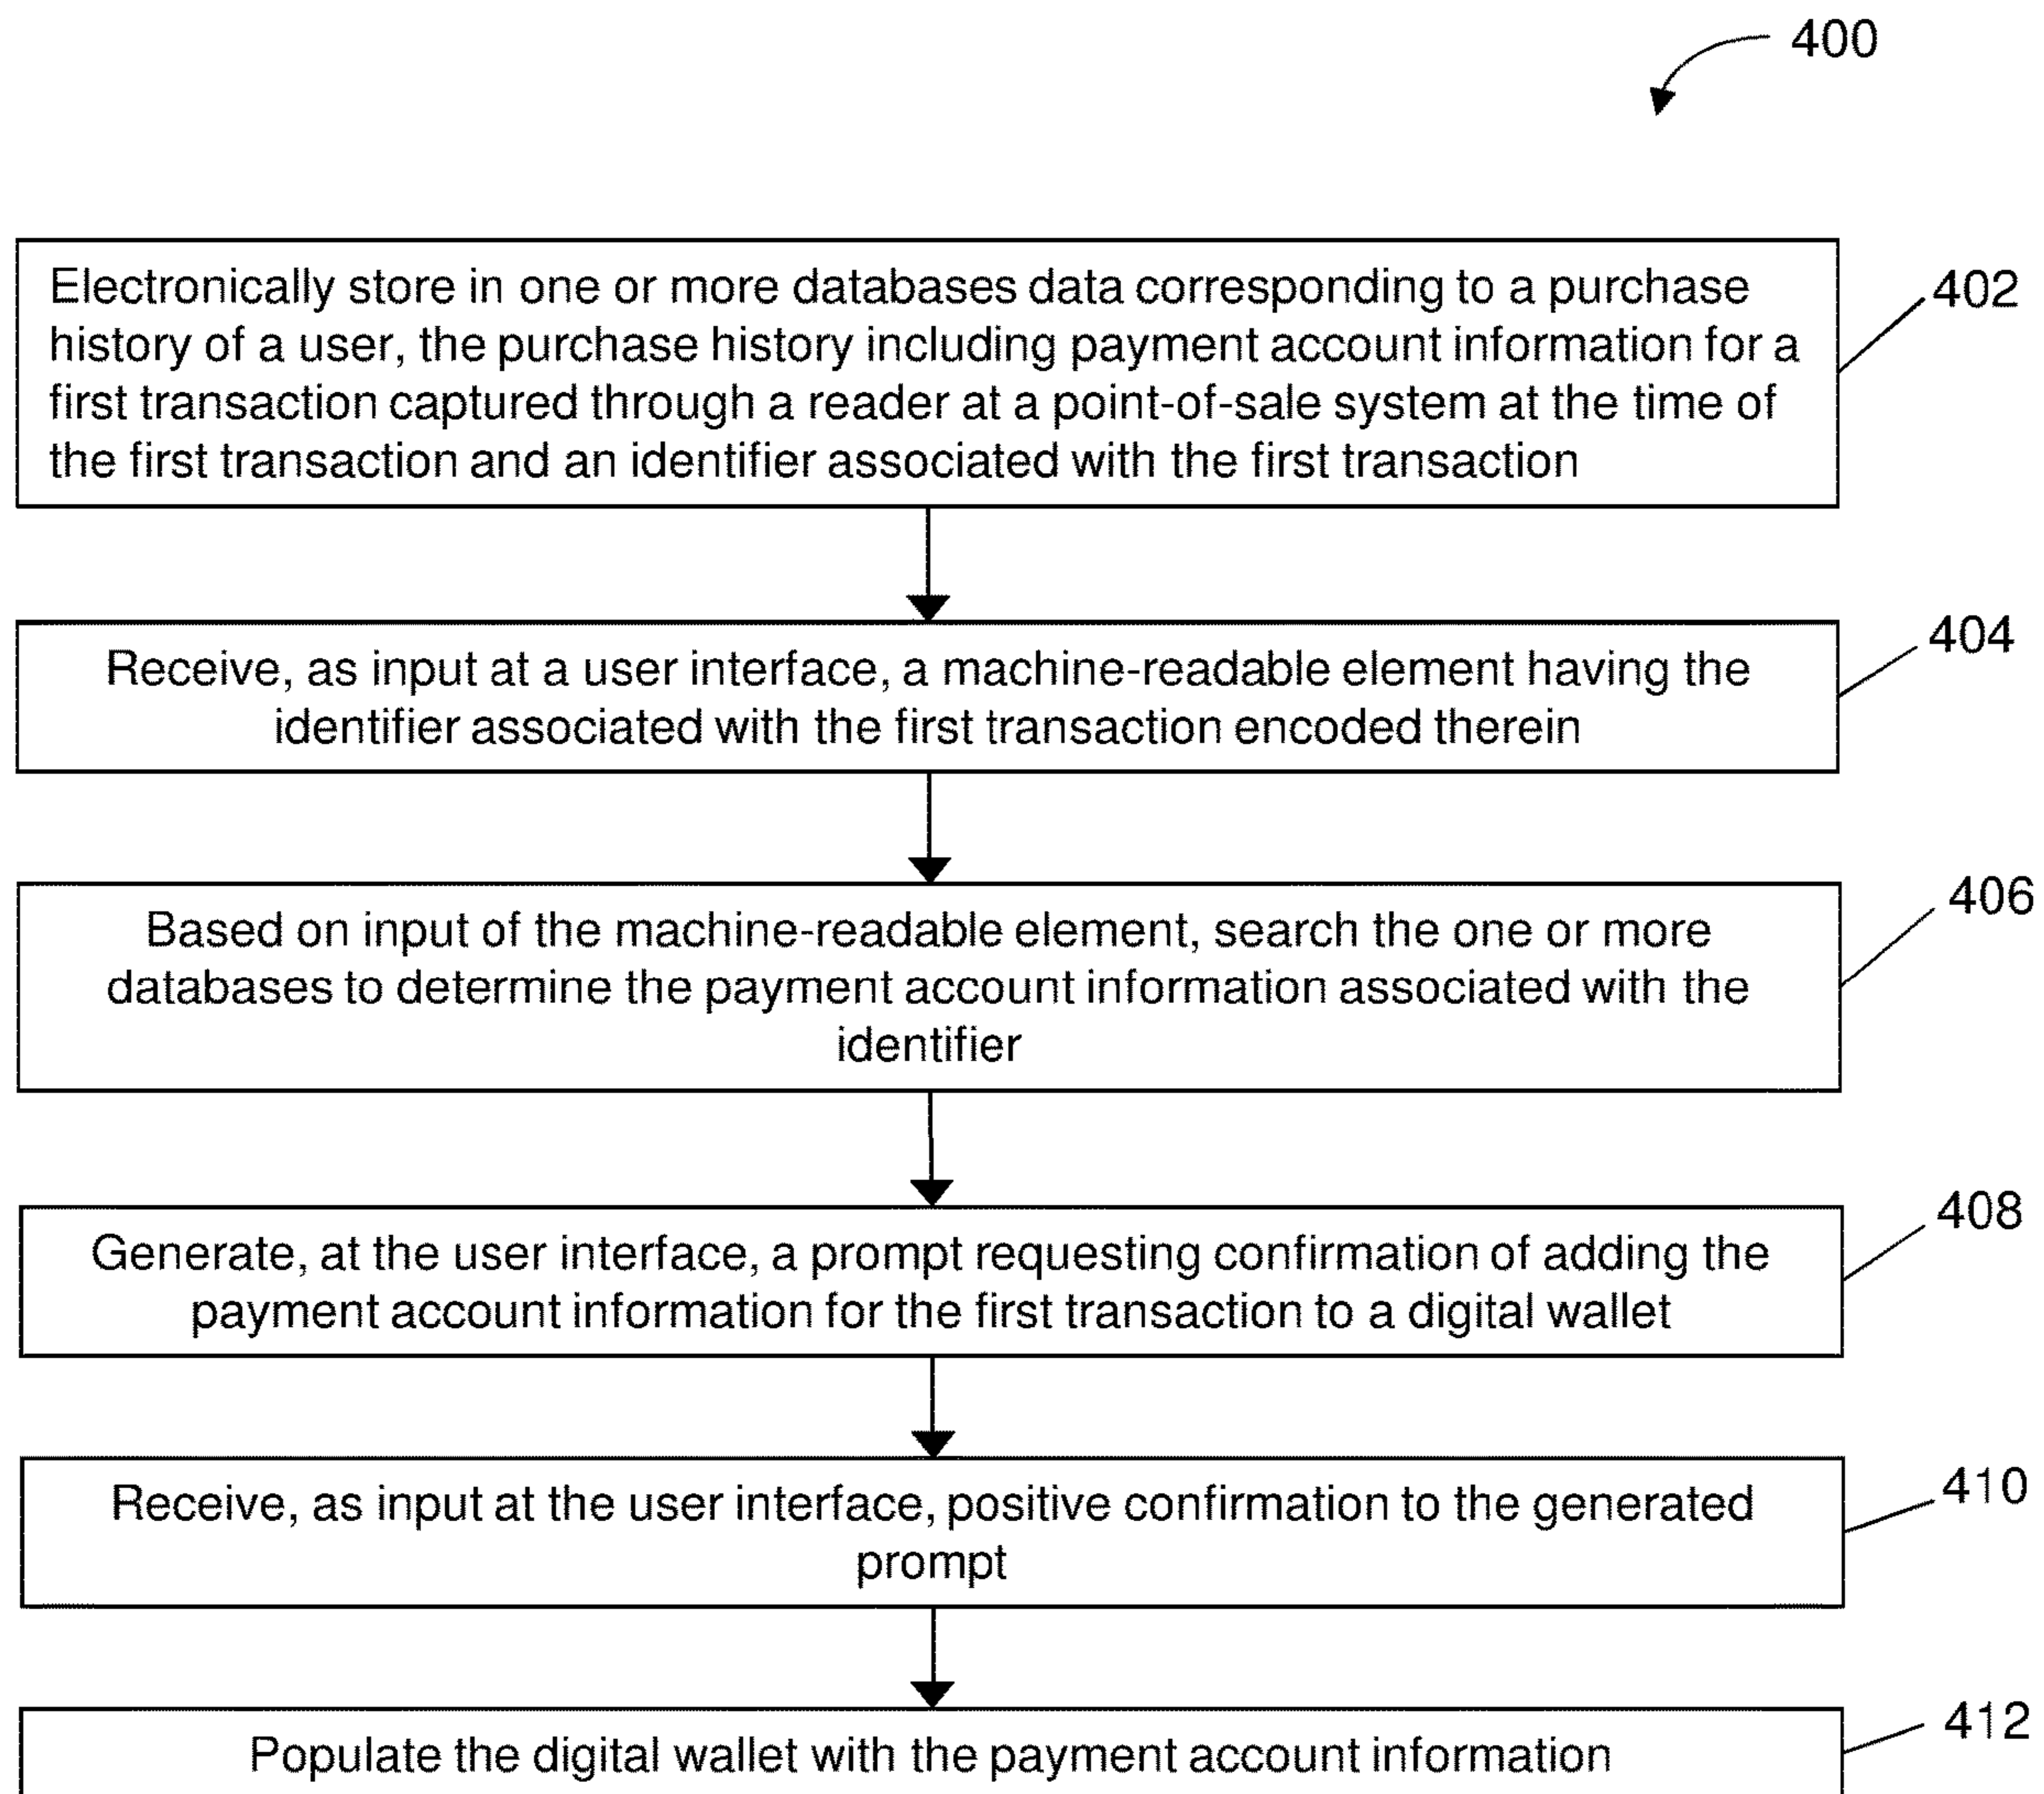 400
Electronically store in one or more databases data corresponding to a purchase
history of a user, the purchase history including payment account information for a
first transaction captured through a reader at a point-of-sale system at the time of
the first transaction and an identifier associated with the first transaction
402
Receive, as input at a user interface, a machine-readable element having the
identifier associated with the first transaction encoded therein
404
Based on input of the machine-readable element, search the one or more
databases to determine the payment account information associated with the
identifier
406
Generate, at the user interface, a prompt requesting confirmation of adding the
payment account information for the first transaction to a digital wallet
408
Receive, as input at the user interface, positive confirmation to the generated
prompt
410
Populate the digital wallet with the payment account information
412